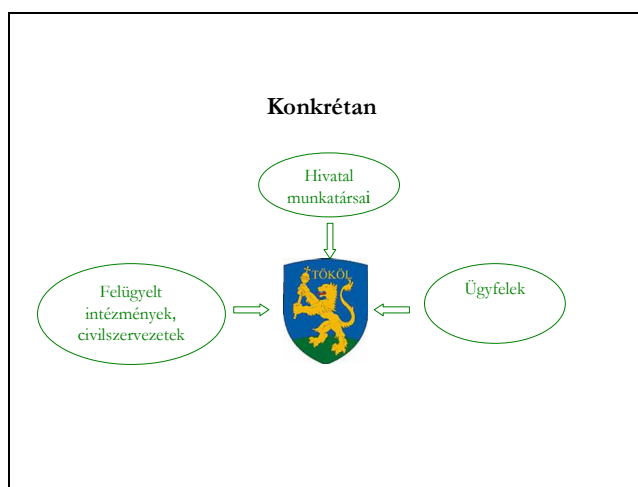 Konkrétan
Hivatal
munkatársai
TÖKÖL
Felügyelt
intézmények,
civilszervezetek
Ügyfelek